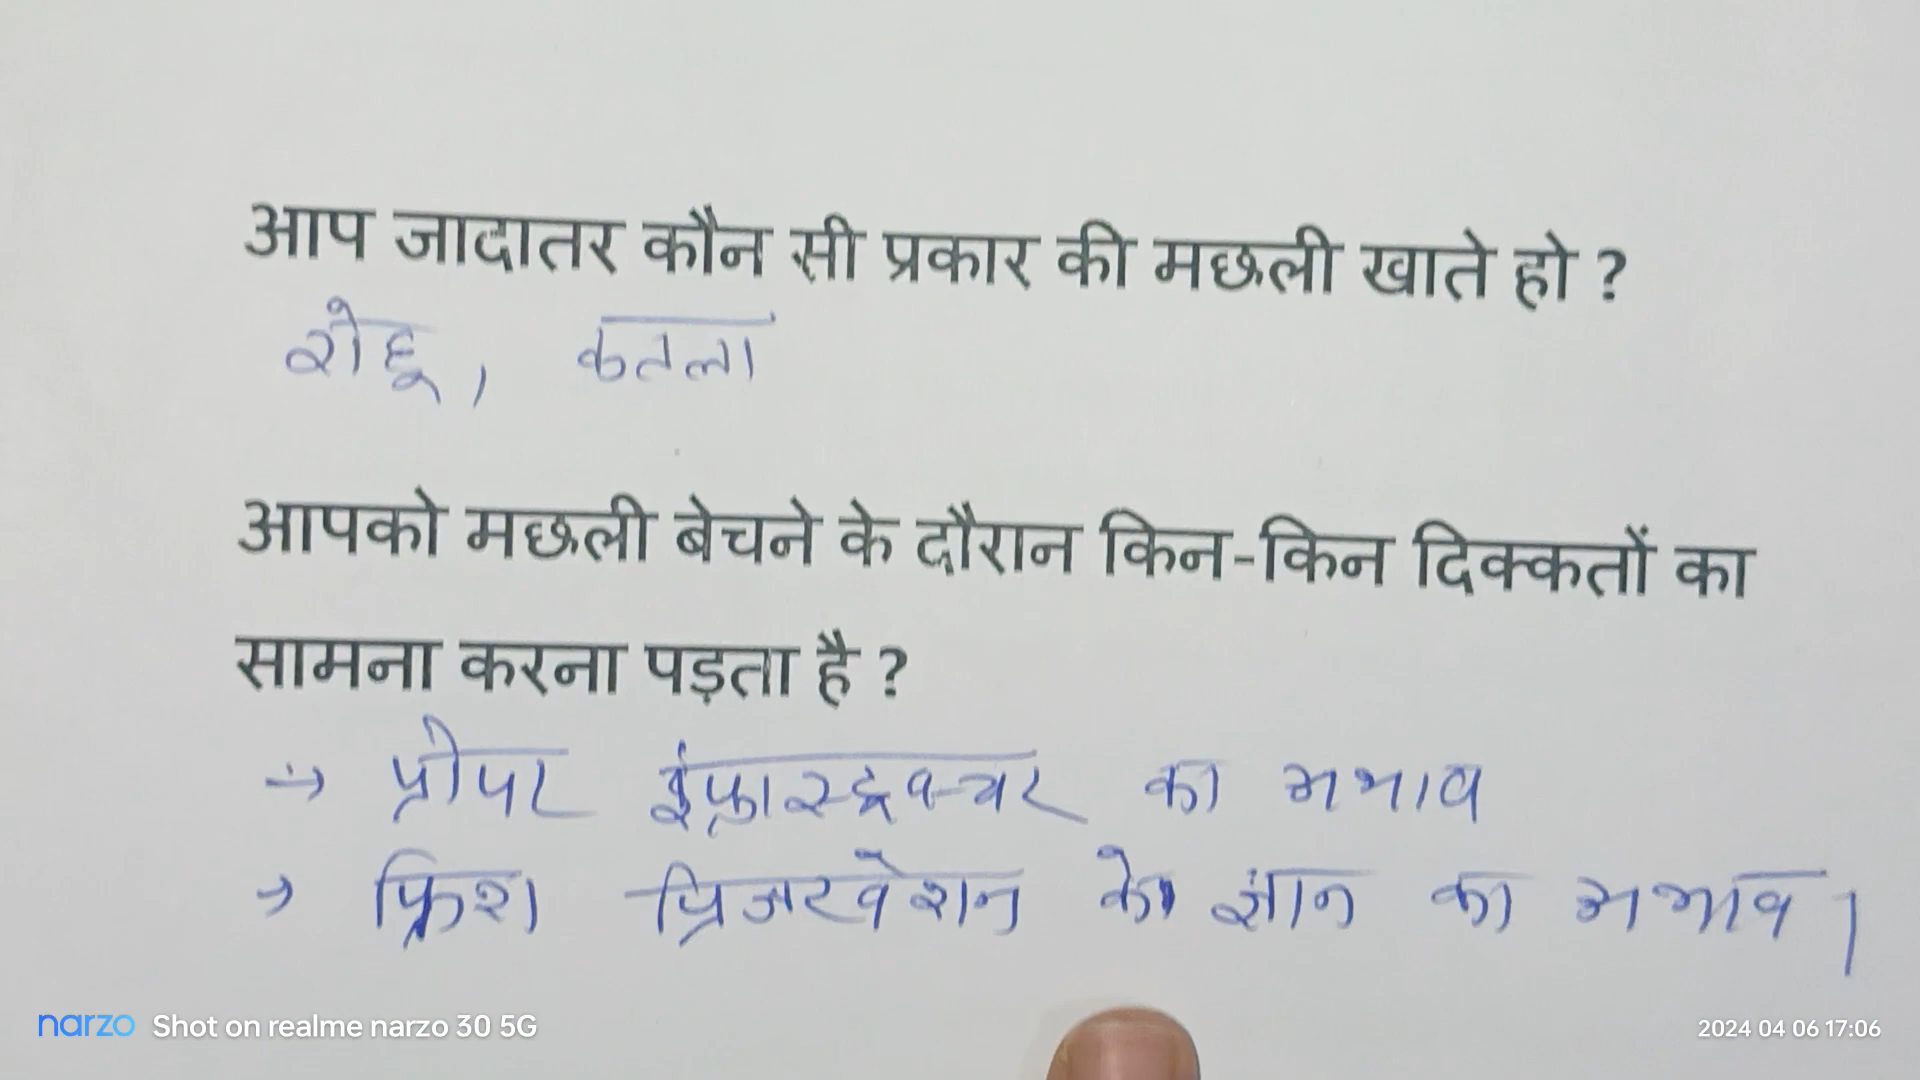 आप जादातर कौन सी प्रकार की मछली खाते हो ?
रोहू, कतला
आपको मछली बेचने के दौरान किन-किन दिक्कतों का
सामना करना पड़ता है ?
→ प्रोपर इंफ्रास्ट्रक्चर का अभाव
→ फ्रिश प्रिजरवेशन के ज्ञान का अभाव।
narzo Shot on realme narzo 30 5G
2024 04 06 17:06